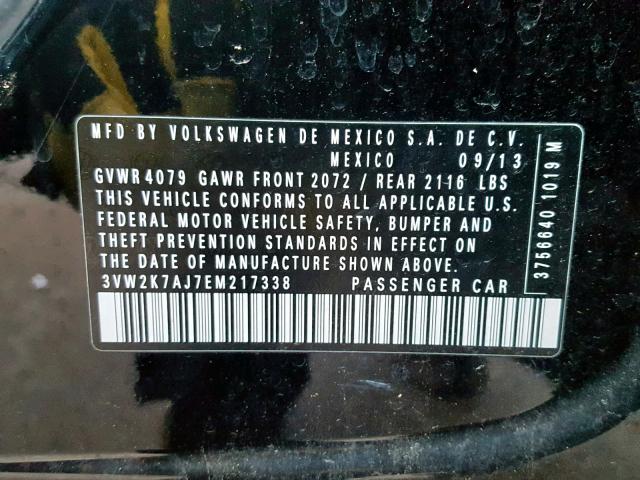 MFD BY VOLKSWAGEN DE MEXICO S.A. DE C.V.
MEXICO 09/13
GVWR 4079 GAWR FRONT 2072 / REAR 2116 LBS
THIS VEHICLE CONFORMS TO ALL APPLICABLE U.S.
FEDERAL MOTOR VEHICLE SAFETY, BUMPER AND
THEFT PREVENTION STANDARDS IN EFFECT ON
THE DATE OF MANUFACTURE SHOWN ABOVE.
3VW2K7AJ7EM217338 PASSENGER CAR
3756640 1019 M